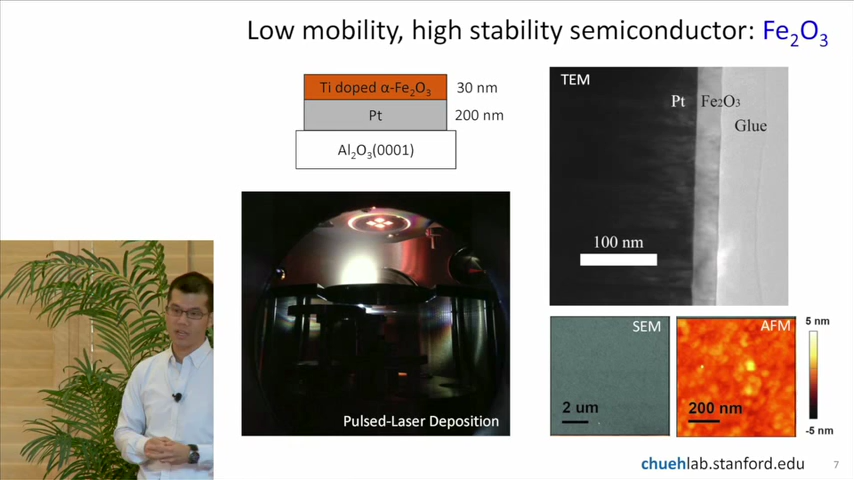 Low mobility, high stability semiconductor: Fe₂O₃
Ti doped α-Fe₂O₃
30 nm
Pt
200 nm
Al₂O₃(0001)
Pulsed-Laser Deposition
TEM
Pt
Fe₂O₃
Glue
100 nm
SEM
2 um
AFM
200 nm
5 nm
-5 nm
chuehlab.stanford.edu
7